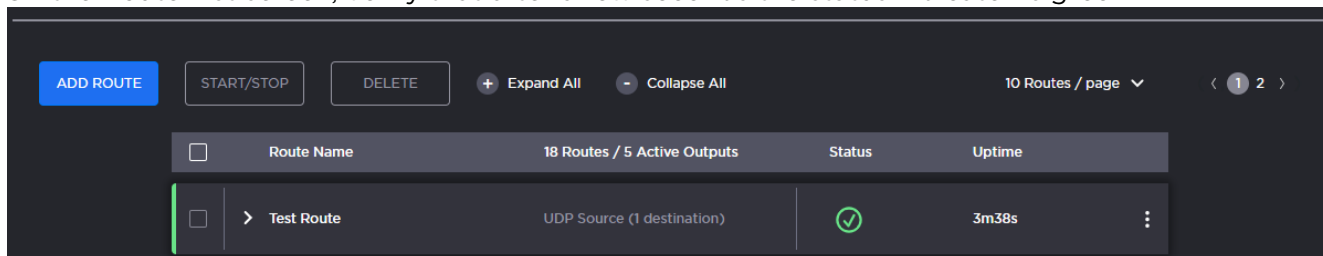 ADD ROUTE START/STOP DELETE + Expand All - Collapse All 10 Routes / page 1 2
Route Name 18 Routes / 5 Active Outputs Status Uptime
Test Route UDP Source (1 destination) 3m38s